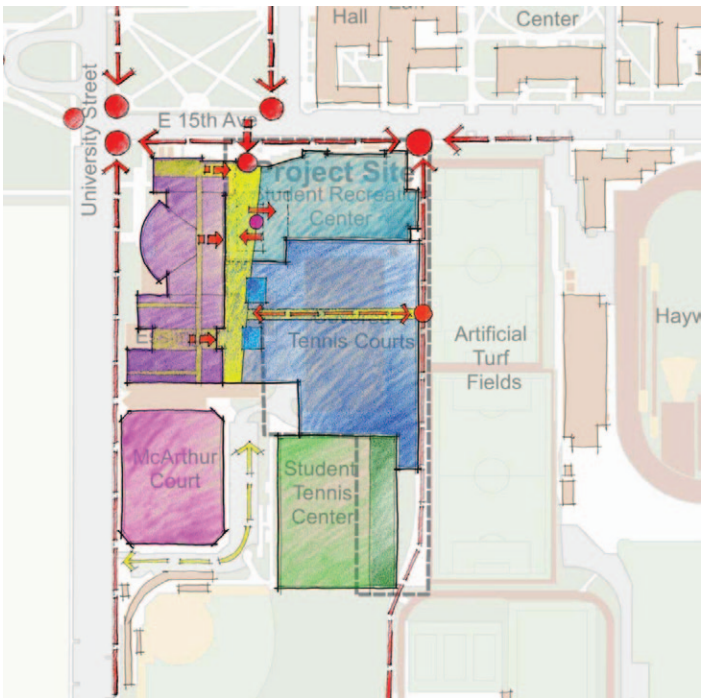 Hall
Center
University Street
E 15th Ave
Project Site
Student Recreation
Center
Tennis Courts
Artificial
Turf
Fields
Hayw
McArthur
Court
Student
Tennis
Center